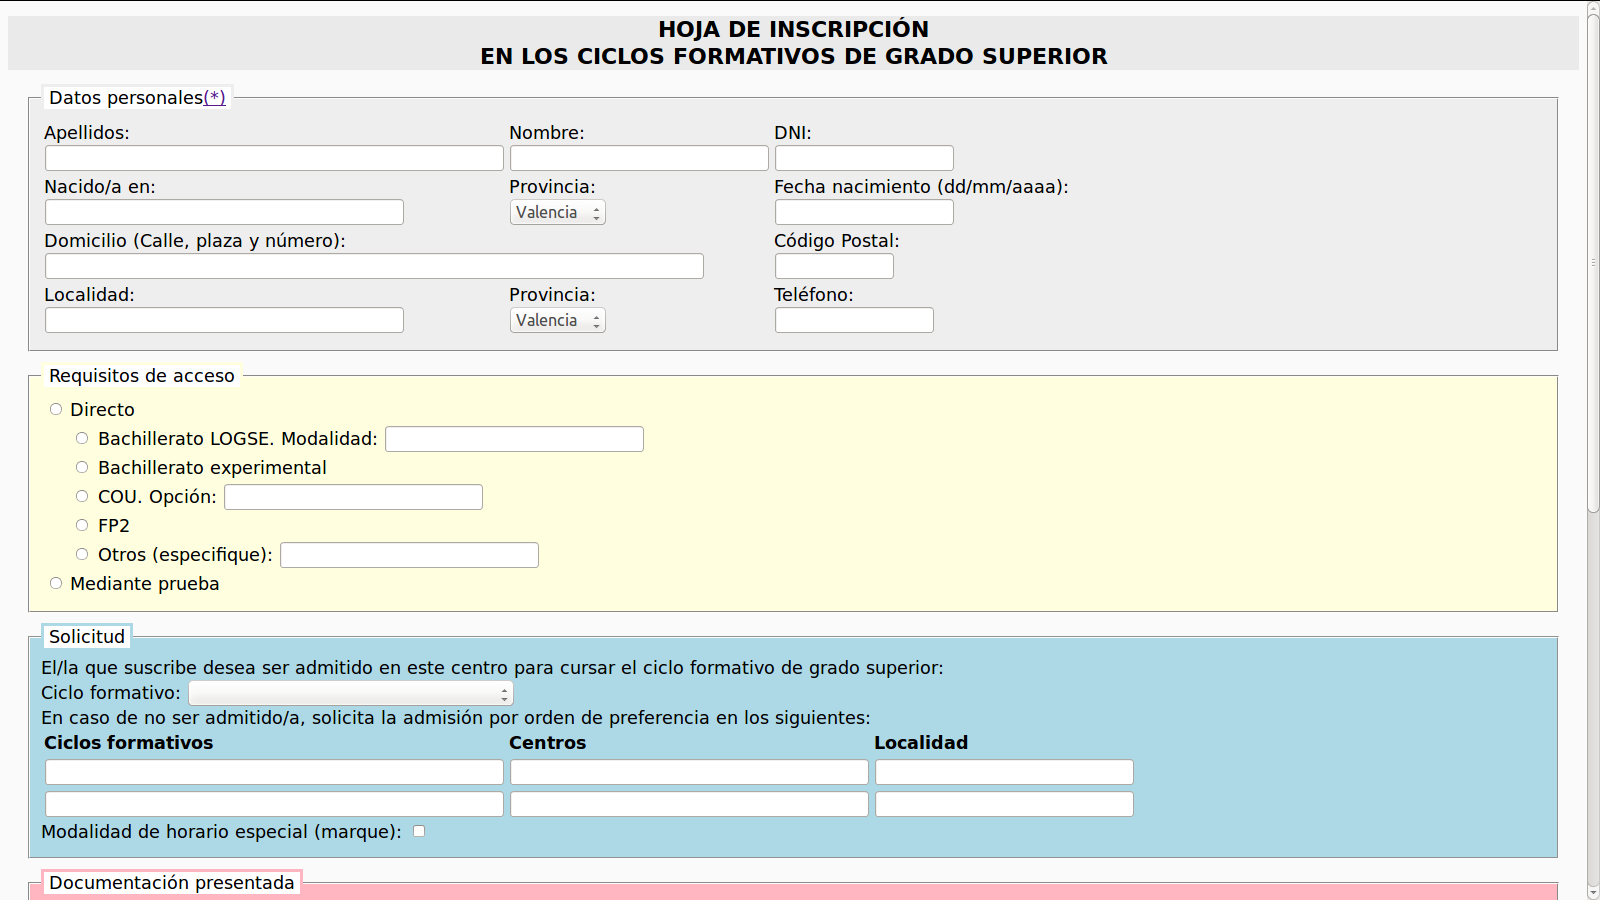 HOJA DE INSCRIPCIÓN
EN LOS CICLOS FORMATIVOS DE GRADO SUPERIOR
Datos personales(*)
Apellidos: Nombre: DNI:
Nacido/a en: Provincia: Fecha nacimiento (dd/mm/aaaa):
Valencia
Domicilio (Calle, plaza y número): Código Postal:
Localidad: Provincia: Teléfono:
Valencia
Requisitos de acceso
Directo
Bachillerato LOGSE. Modalidad:
Bachillerato experimental
COU. Opción:
FP2
Otros (especifique):
Mediante prueba
Solicitud
El/la que suscribe desea ser admitido en este centro para cursar el ciclo formativo de grado superior:
Ciclo formativo:
En caso de no ser admitido/a, solicita la admisión por orden de preferencia en los siguientes:
Ciclos formativos Centros Localidad
Modalidad de horario especial (marque):
Documentación presentada